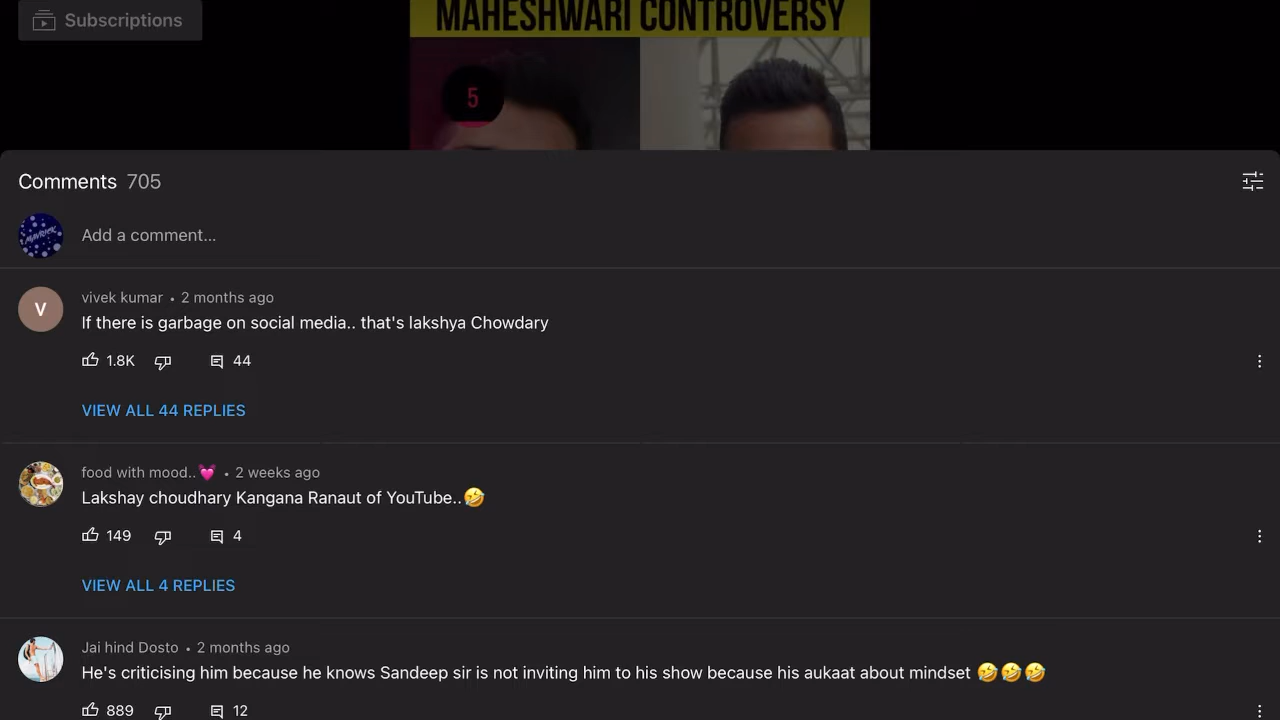 Subscriptions
MAHESHWARI CONTROVERSY
5
Comments 705
Add a comment...
V
vivek kumar • 2 months ago
If there is garbage on social media.. that's lakshya Chowdary
1.8K 44
VIEW ALL 44 REPLIES
food with mood..💓 • 2 weeks ago
Lakshay choudhary Kangana Ranaut of YouTube..🤣
149 4
VIEW ALL 4 REPLIES
Jai hind Dosto • 2 months ago
He's criticising him because he knows Sandeep sir is not inviting him to his show because his aukaat about mindset 🤣🤣🤣
889 12